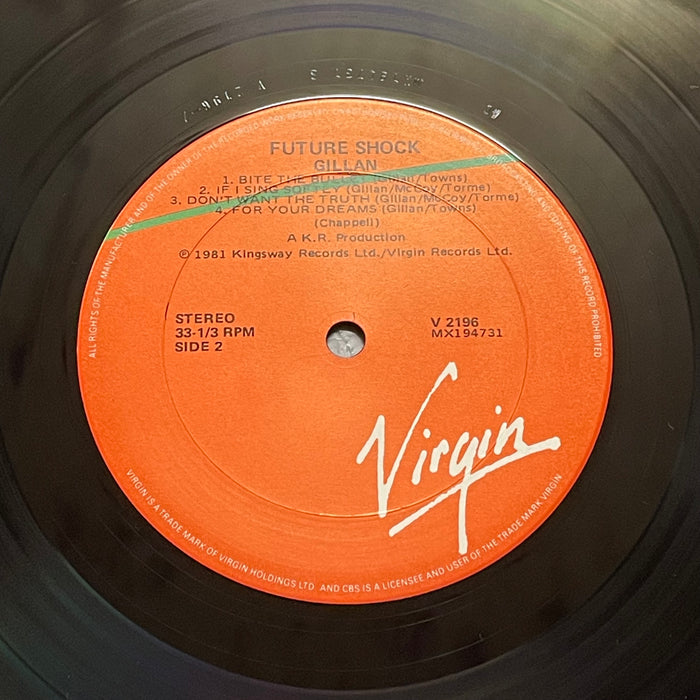 FUTURE SHOCK
GILLAN
1. BITE THE BULLET (Gillan/Towns)
2. IF I SING SOFTLY (Gillan/McCoy/Torme)
3. DON'T WANT THE TRUTH (Gillan/McCoy/Torme)
4. FOR YOUR DREAMS (Gillan/Towns)
(Chappell)
A K.R. Production
℗ 1981 Kingsway Records Ltd./Virgin Records Ltd.
STEREO
33-1/3 RPM
SIDE 2
V 2196
MX194731
Virgin
ALL RIGHTS OF THE MANUFACTURER AND OF THE OWNER OF THE RECORDED WORK RESERVED
AND COPYING OF THIS RECORD PROHIBITED
VIRGIN IS A TRADE MARK OF VIRGIN HOLDINGS LTD AND CBS IS A LICENSEE AND USER OF THE TRADE MARK VIRGIN